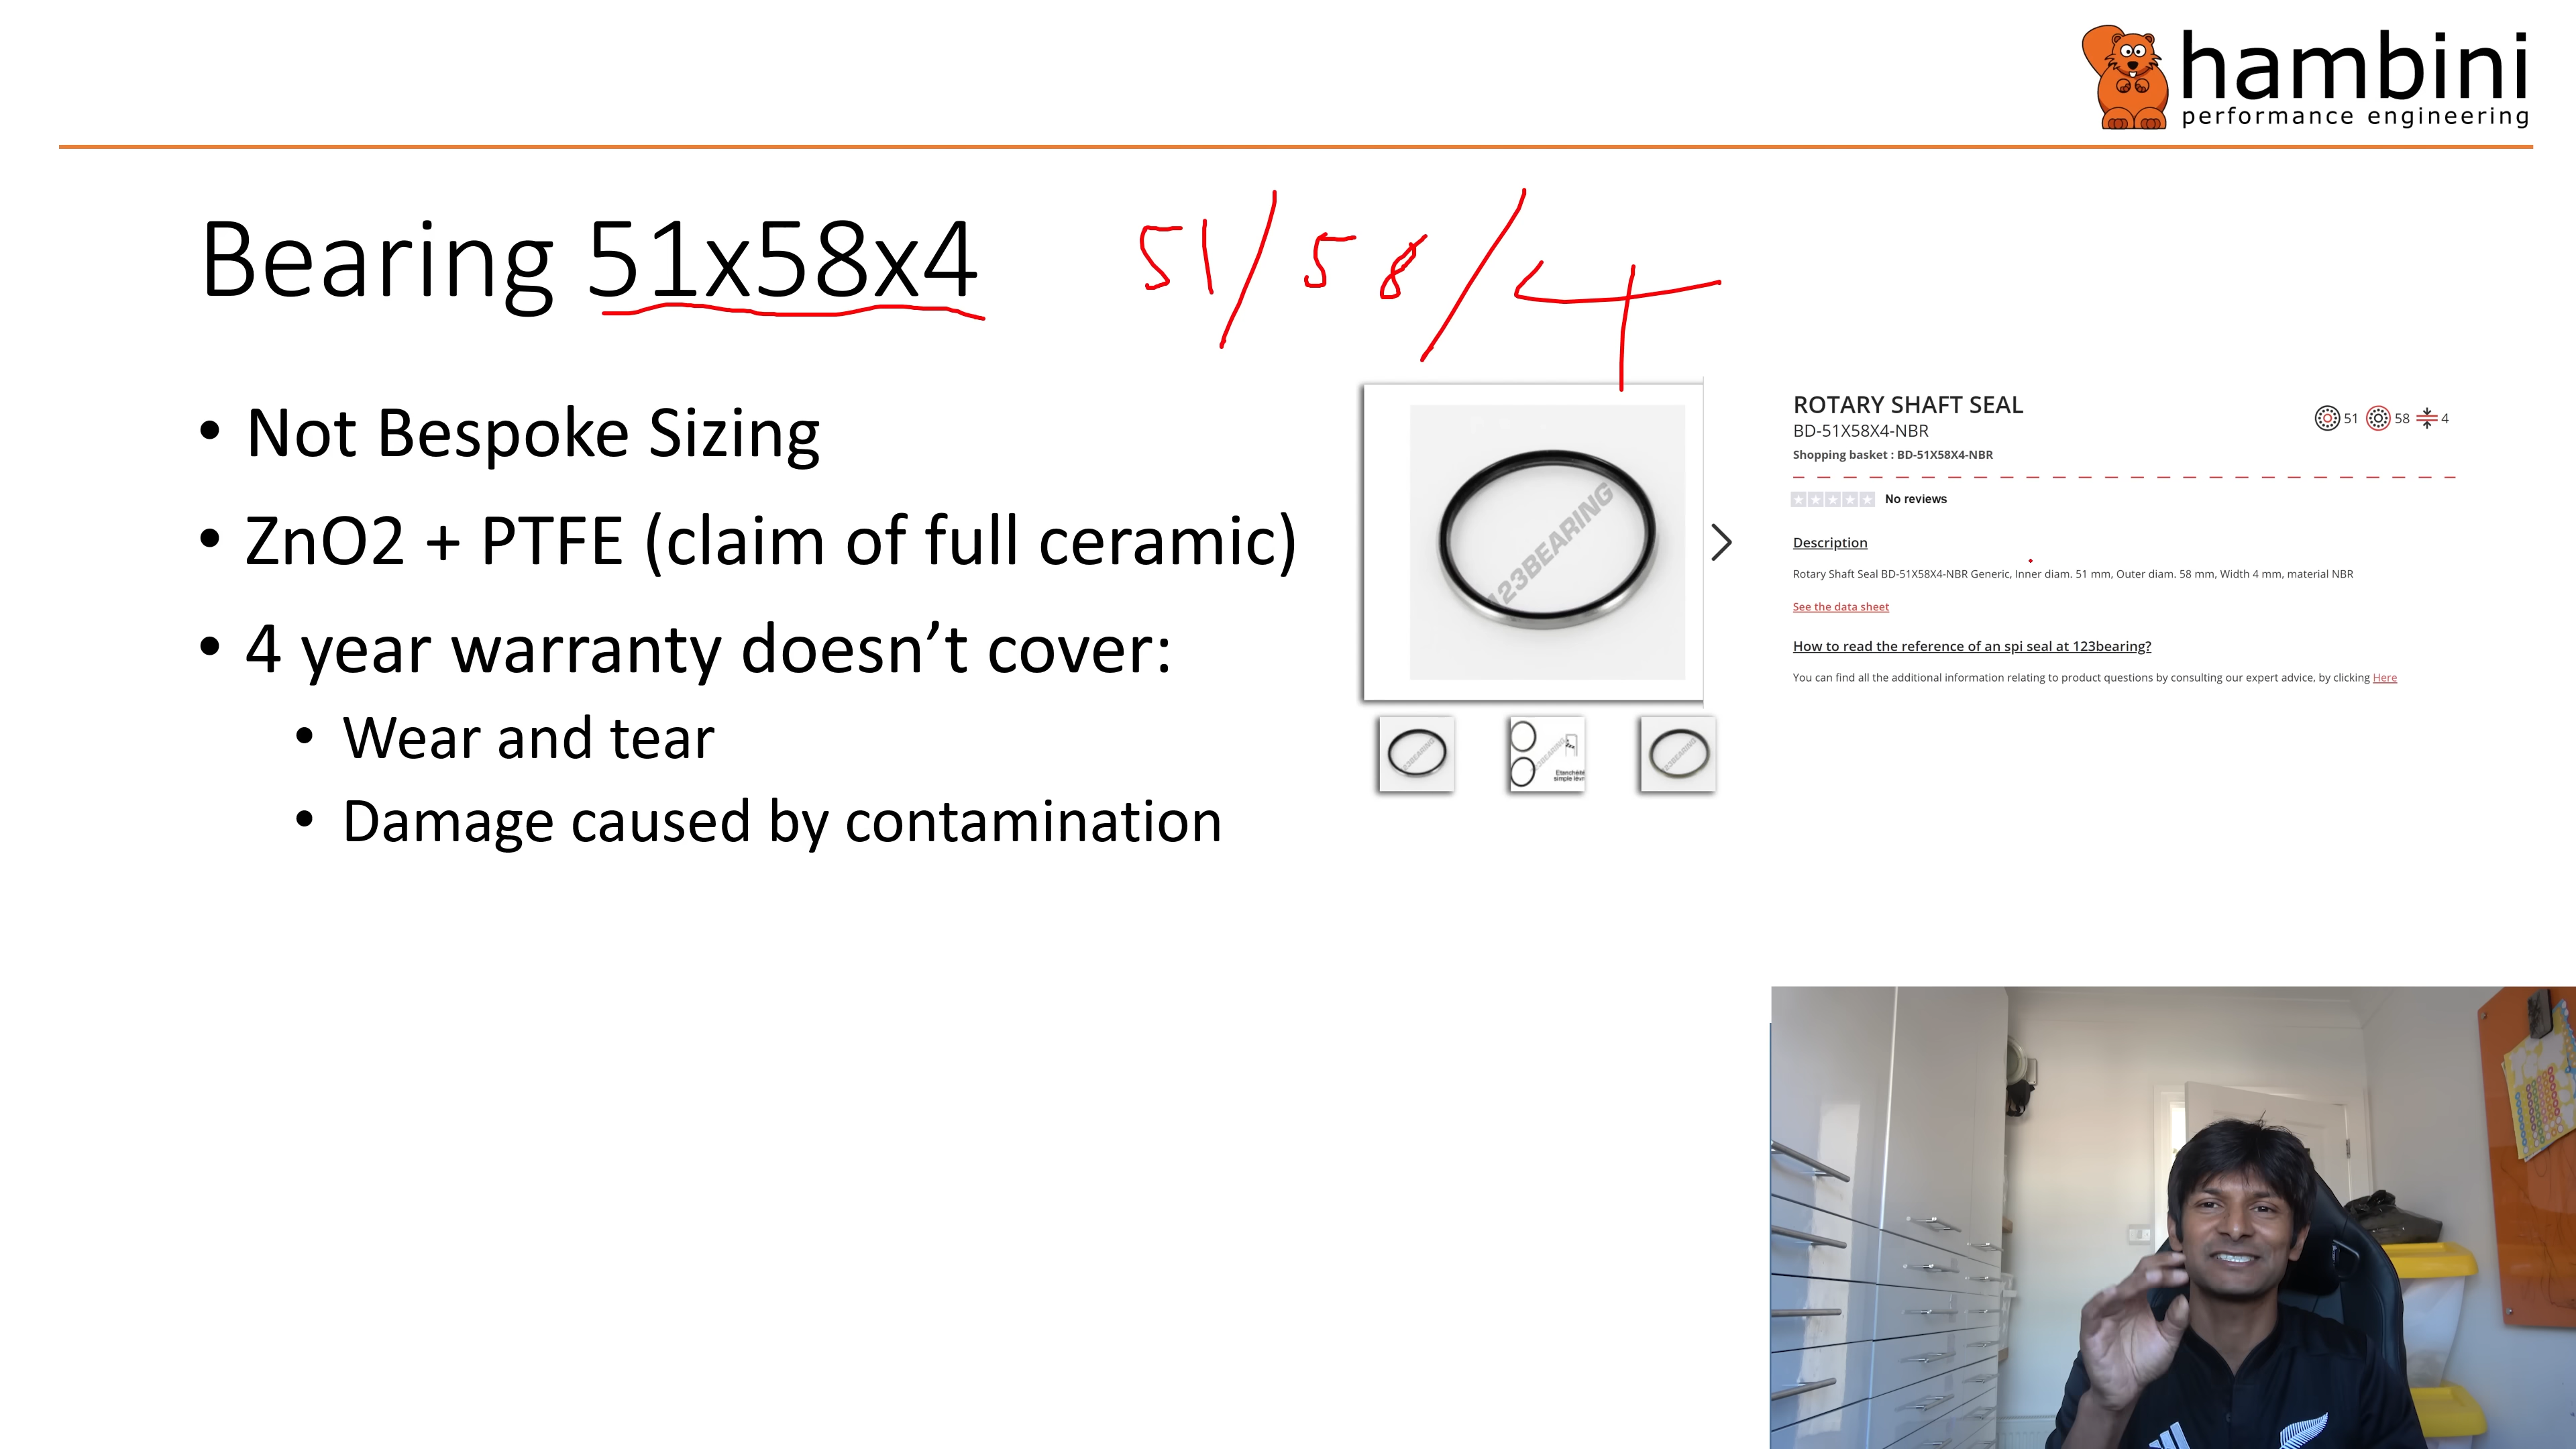 hambini
performance engineering
Bearing 51x58x4
51/58/4
• Not Bespoke Sizing
• ZnO2 + PTFE (claim of full ceramic)
• 4 year warranty doesn’t cover:
• Wear and tear
• Damage caused by contamination
123BEARING
Etanchéité
simple lèvr
ROTARY SHAFT SEAL
51 58 4
BD-51X58X4-NBR
Shopping basket : BD-51X58X4-NBR
No reviews
Description
Rotary Shaft Seal BD-51X58X4-NBR Generic, Inner diam. 51 mm, Outer diam. 58 mm, Width 4 mm, material NBR
See the data sheet
How to read the reference of an spi seal at 123bearing?
You can find all the additional information relating to product questions by consulting our expert advice, by clicking Here